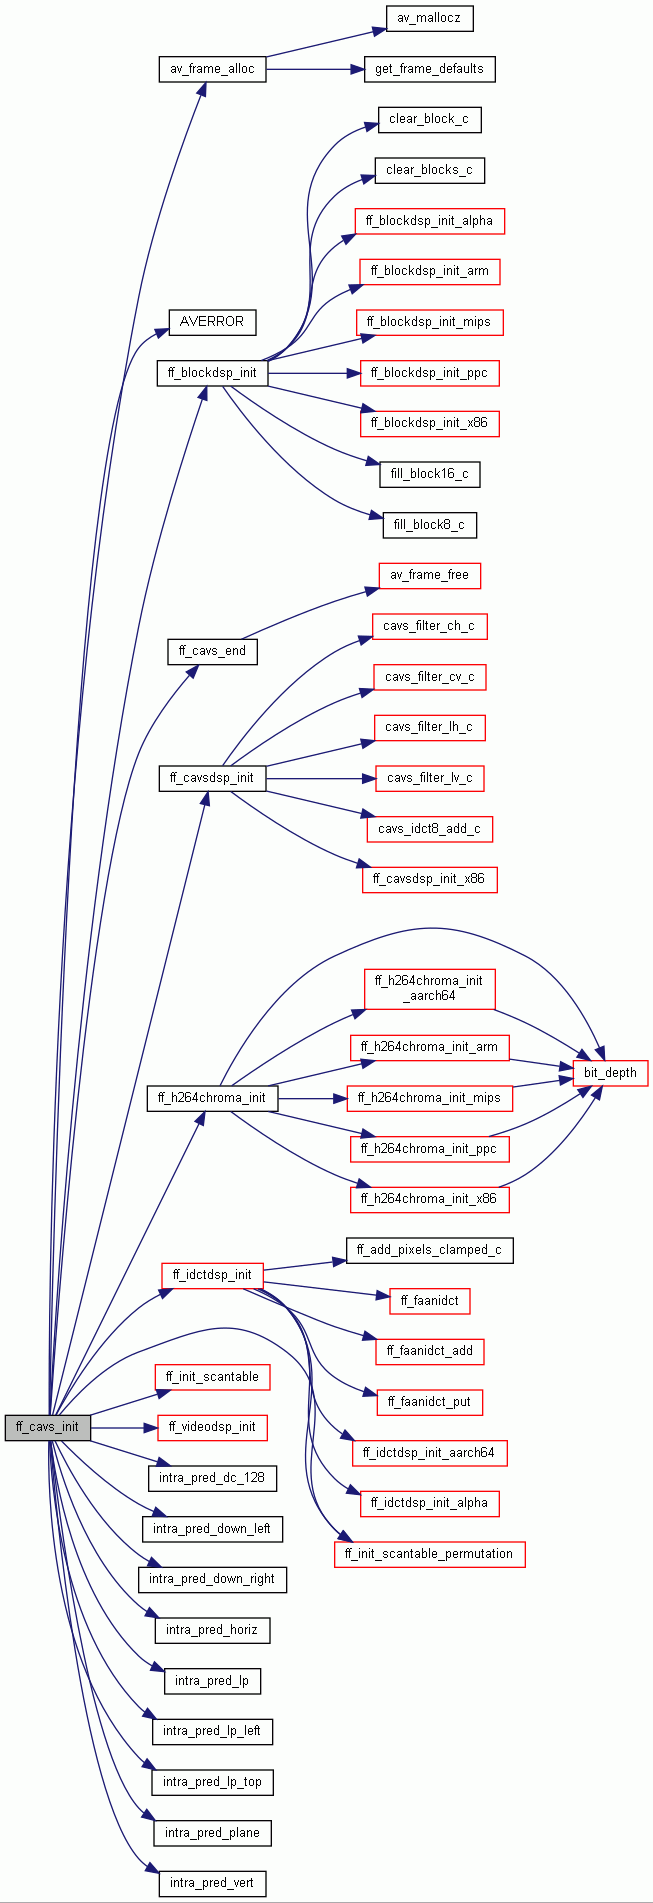 av_mallocz
av_frame_alloc
get_frame_defaults
clear_block_c
clear_blocks_c
ff_blockdsp_init_alpha
ff_blockdsp_init_arm
AVERROR
ff_blockdsp_init_mips
ff_blockdsp_init
ff_blockdsp_init_ppc
ff_blockdsp_init_x86
fill_block16_c
fill_block8_c
av_frame_free
cavs_filter_ch_c
ff_cavs_end
cavs_filter_cv_c
cavs_filter_lh_c
ff_cavsdsp_init
cavs_filter_lv_c
cavs_idct8_add_c
ff_cavsdsp_init_x86
ff_h264chroma_init
_aarch64
ff_h264chroma_init_arm
bit_depth
ff_h264chroma_init
ff_h264chroma_init_mips
ff_h264chroma_init_ppc
ff_h264chroma_init_x86
ff_add_pixels_clamped_c
ff_idctdsp_init
ff_faanidct
ff_faanidct_add
ff_init_scantable
ff_faanidct_put
ff_cavs_init
ff_videodsp_init
ff_idctdsp_init_aarch64
intra_pred_dc_128
ff_idctdsp_init_alpha
intra_pred_down_left
ff_init_scantable_permutation
intra_pred_down_right
intra_pred_horiz
intra_pred_lp
intra_pred_lp_left
intra_pred_lp_top
intra_pred_plane
intra_pred_vert